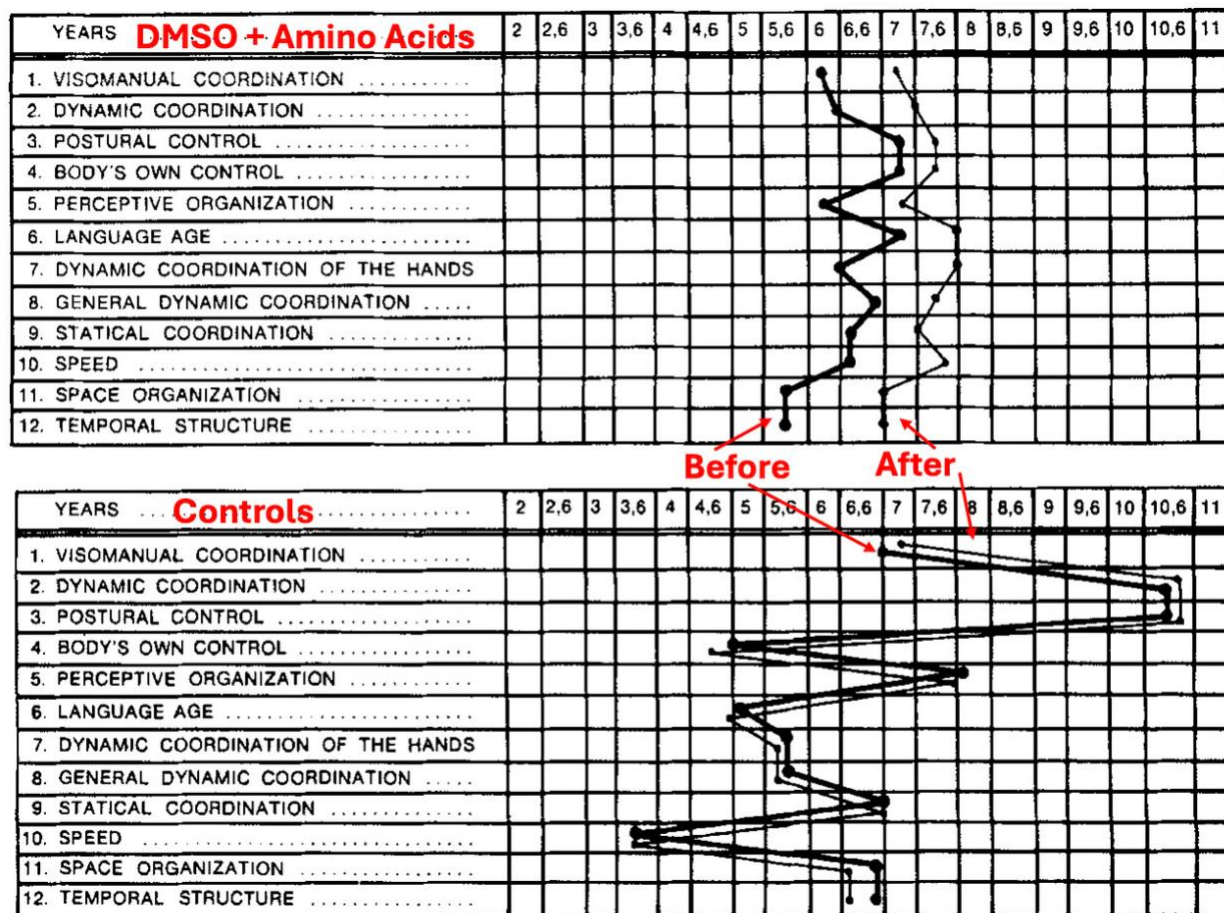 YEARS DMSO + Amino Acids 2 2,6 3 3,6 4 4,6 5 5,6 6 6,6 7 7,6 8 8,6 9 9,6 10 10,6 11
1. VISOMANUAL COORDINATION ............
2. DYNAMIC COORDINATION ................
3. POSTURAL CONTROL ....................
4. BODY'S OWN CONTROL ..................
5. PERCEPTIVE ORGANIZATION .............
6. LANGUAGE AGE ..........................
7. DYNAMIC COORDINATION OF THE HANDS
8. GENERAL DYNAMIC COORDINATION .....
9. STATICAL COORDINATION ...............
10. SPEED ..................................
11. SPACE ORGANIZATION ..................
12. TEMPORAL STRUCTURE .................
Before After
YEARS ... Controls 2 2,6 3 3,6 4 4,6 5 5,6 6 6,6 7 7,6 8 8,6 9 9,6 10 10,6 11
1. VISOMANUAL COORDINATION ............
2. DYNAMIC COORDINATION ................
3. POSTURAL CONTROL ....................
4. BODY'S OWN CONTROL ..................
5. PERCEPTIVE ORGANIZATION .............
6. LANGUAGE AGE ..........................
7. DYNAMIC COORDINATION OF THE HANDS
8. GENERAL DYNAMIC COORDINATION .....
9. STATICAL COORDINATION ...............
10. SPEED ..................................
11. SPACE ORGANIZATION ..................
12. TEMPORAL STRUCTURE .................